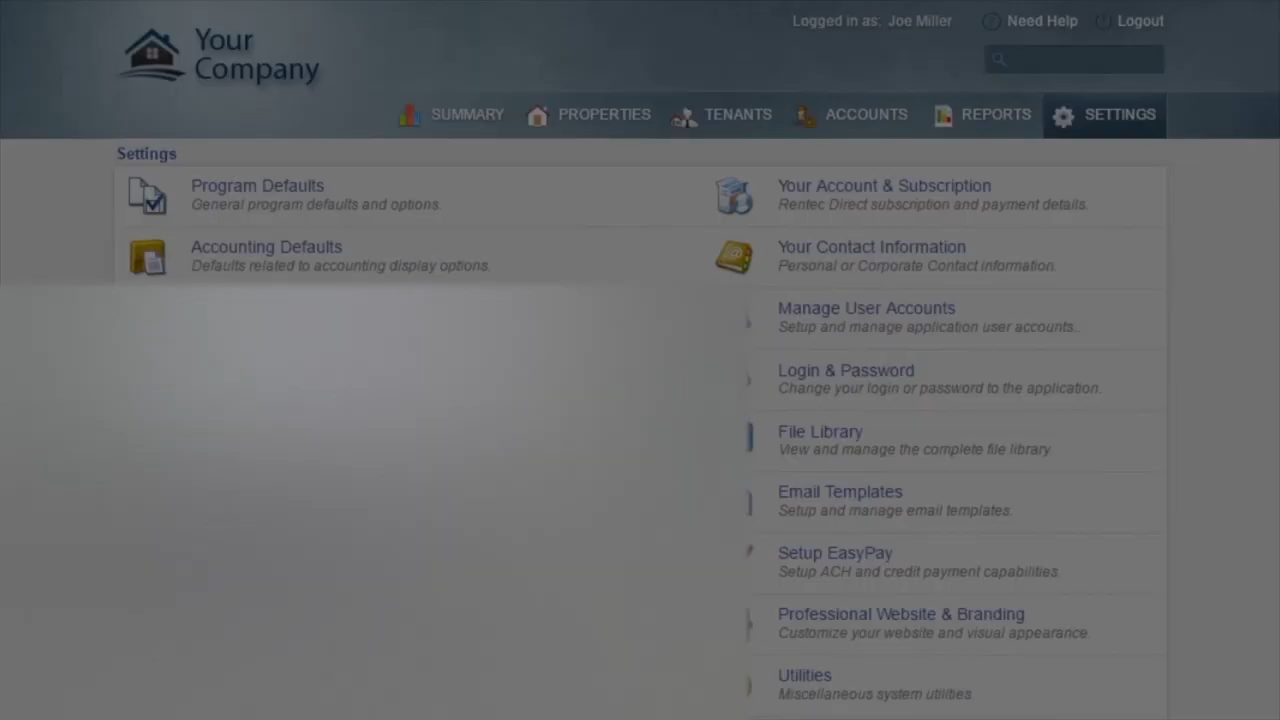 Logged in as: Joe Miller Need Help Logout
Your
Company
SUMMARY PROPERTIES TENANTS ACCOUNTS REPORTS SETTINGS
Settings
Program Defaults
General program defaults and options.
Your Account & Subscription
Rentec Direct subscription and payment details.
Accounting Defaults
Defaults related to accounting display options.
Your Contact Information
Personal or Corporate Contact information.
Manage User Accounts
Setup and manage application user accounts..
Login & Password
Change your login or password to the application.
File Library
View and manage the complete file library
Email Templates
Setup and manage email templates.
Setup EasyPay
Setup ACH and credit payment capabilities.
Professional Website & Branding
Customize your website and visual appearance
Utilities
Miscellaneous system utilities.